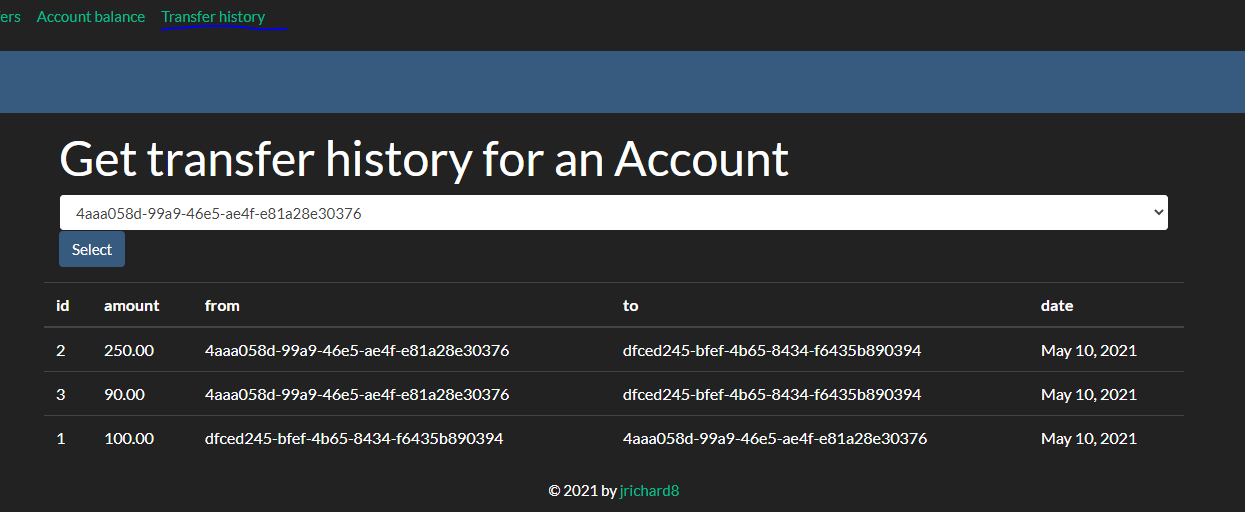 ers Account balance Transfer history
Get transfer history for an Account
4aaa058d-99a9-46e5-ae4f-e81a28e30376
Select
id amount from to date
2 250.00 4aaa058d-99a9-46e5-ae4f-e81a28e30376 dfced245-bfef-4b65-8434-f6435b890394 May 10, 2021
3 90.00 4aaa058d-99a9-46e5-ae4f-e81a28e30376 dfced245-bfef-4b65-8434-f6435b890394 May 10, 2021
1 100.00 dfced245-bfef-4b65-8434-f6435b890394 4aaa058d-99a9-46e5-ae4f-e81a28e30376 May 10, 2021
© 2021 by jrichard8